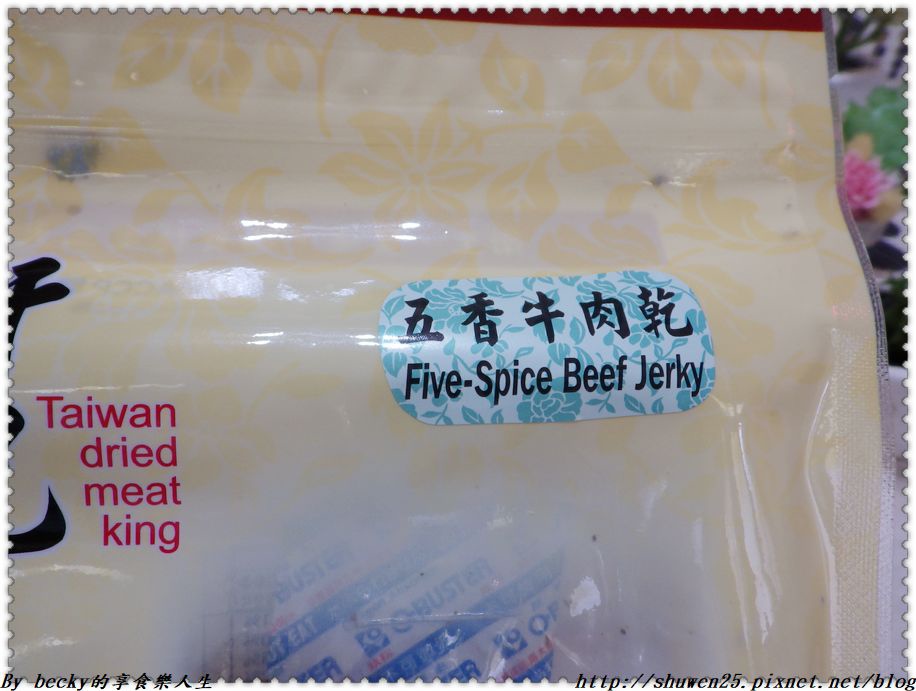 五香牛肉乾
Five-Spice Beef Jerky
Taiwan
dried
meat
king
By becky的享食樂人生
http://shuwen25.pixnet.net/blog